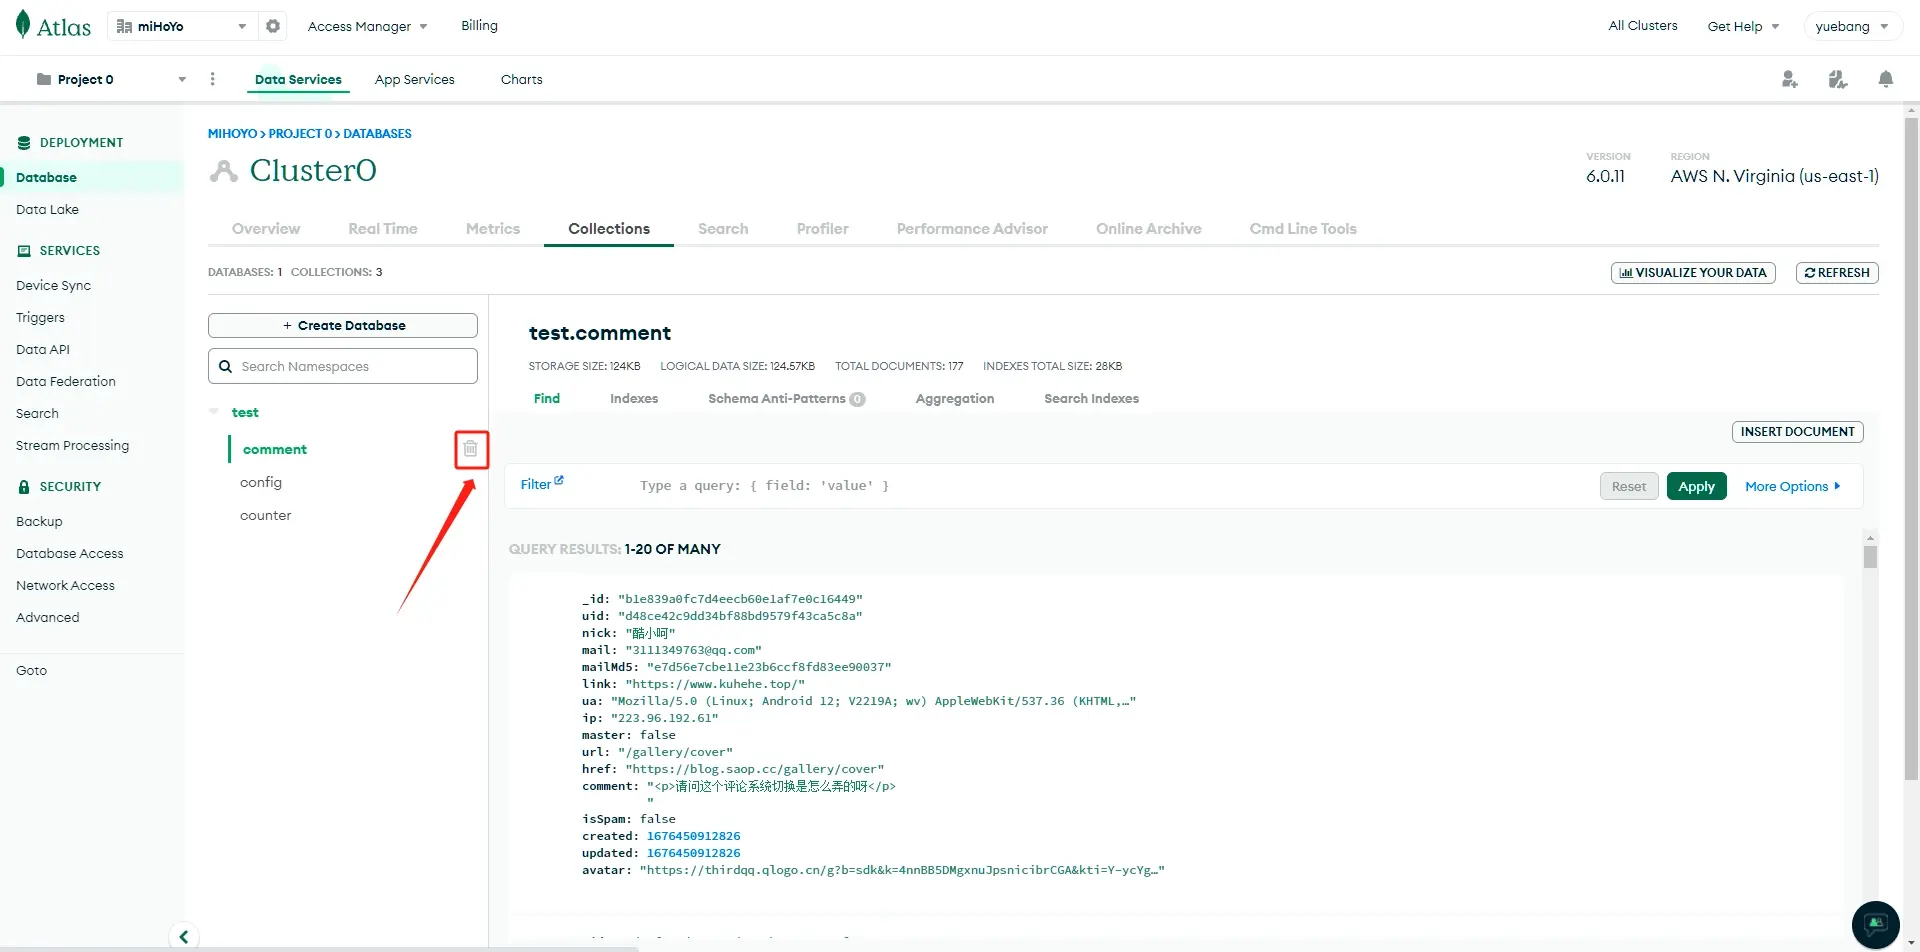 Atlas miHoYo Access Manager Billing All Clusters Get Help yuebang
Project 0 Data Services App Services Charts
DEPLOYMENT
Database
Data Lake
SERVICES
Device Sync
Triggers
Data API
Data Federation
Search
Stream Processing
SECURITY
Backup
Database Access
Network Access
Advanced
Goto
MIHOYO > PROJECT 0 > DATABASES
Cluster0
VERSION
6.0.11
REGION
AWS N. Virginia (us-east-1)
Overview Real Time Metrics Collections Search Profiler Performance Advisor Online Archive Cmd Line Tools
DATABASES: 1 COLLECTIONS: 3
VISUALIZE YOUR DATA REFRESH
+ Create Database
Search Namespaces
test
comment
config
counter
test.comment
STORAGE SIZE: 124KB LOGICAL DATA SIZE: 124.57KB TOTAL DOCUMENTS: 177 INDEXES TOTAL SIZE: 28KB
Find Indexes Schema Anti-Patterns 0 Aggregation Search Indexes
INSERT DOCUMENT
Filter Type a query: { field: 'value' } Reset Apply More Options
QUERY RESULTS: 1-20 OF MANY
_id: "b1e839a0fc7d4eecb60e1af7e0c16449"
uid: "d48ce42c9dd34bf88bd9579f43ca5c8a"
nick: "酷小呵"
mail: "3111349763@qq.com"
mailMd5: "e7d56e7cbe11e23b6ccf8fd83ee90037"
link: "https://www.kuhehe.top/"
ua: "Mozilla/5.0 (Linux; Android 12; V2219A; wv) AppleWebKit/537.36 (KHTML,…"
ip: "223.96.192.61"
master: false
url: "/gallery/cover"
href: "https://blog.saop.cc/gallery/cover"
comment: "<p>请问这个评论系统切换是怎么弄的呀</p>
"
isSpam: false
created: 1676450912826
updated: 1676450912826
avatar: "https://thirdqq.qlogo.cn/g?b=sdk&k=4nnBB5DMgxnuJpsnicibrCGA&kti=Y-ycYg…"